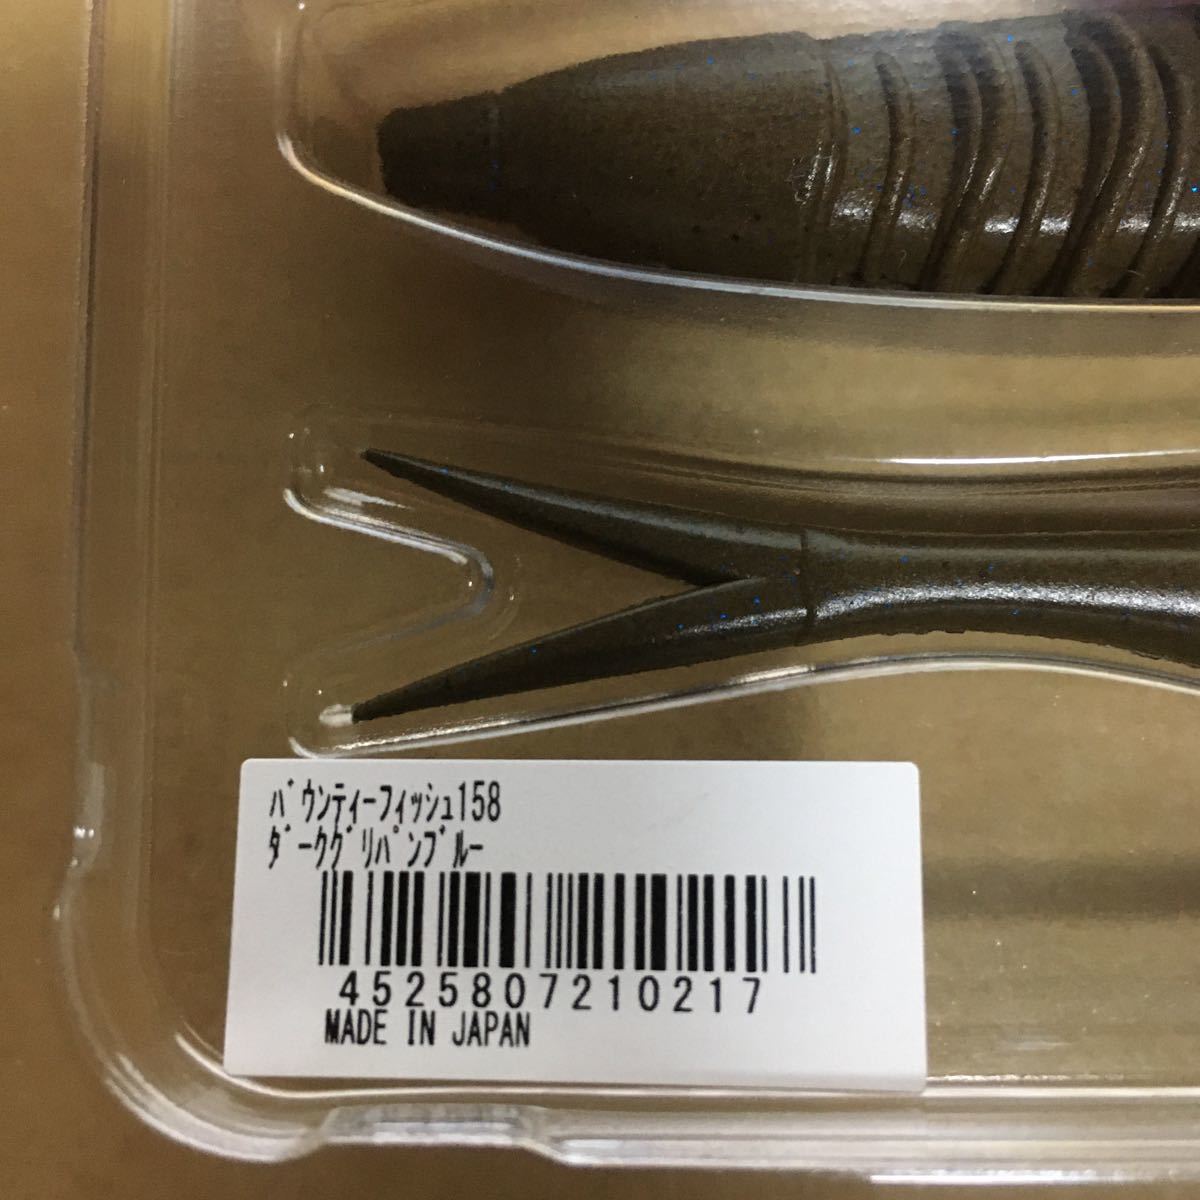 ﾊﾞｳﾝﾃｨｰﾌｨｯｼｭ158
ﾀﾞｰｸｸﾞﾘﾊﾟﾝﾌﾞﾙｰ
4525807210217
MADE IN JAPAN